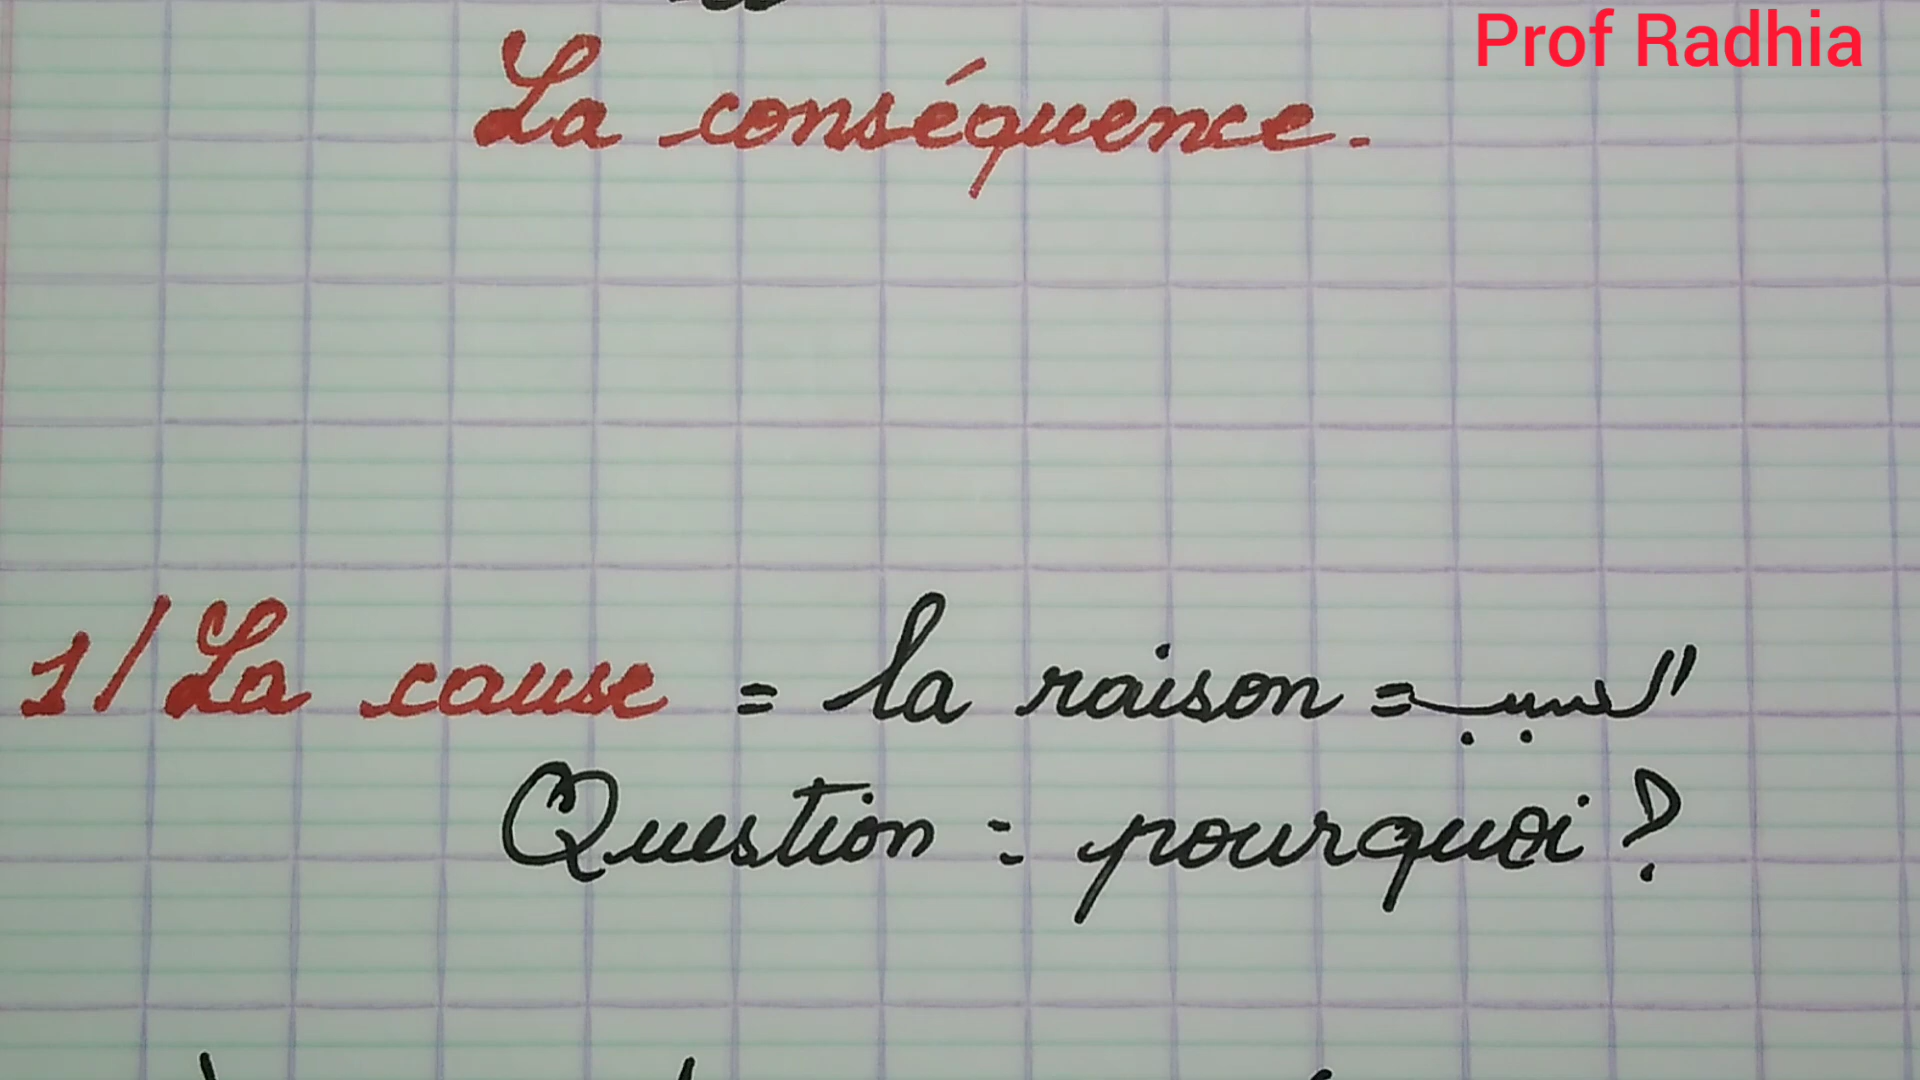 Prof Radhia
La conséquence.
1/ La cause = la raison = السبب
Question : pourquoi ?